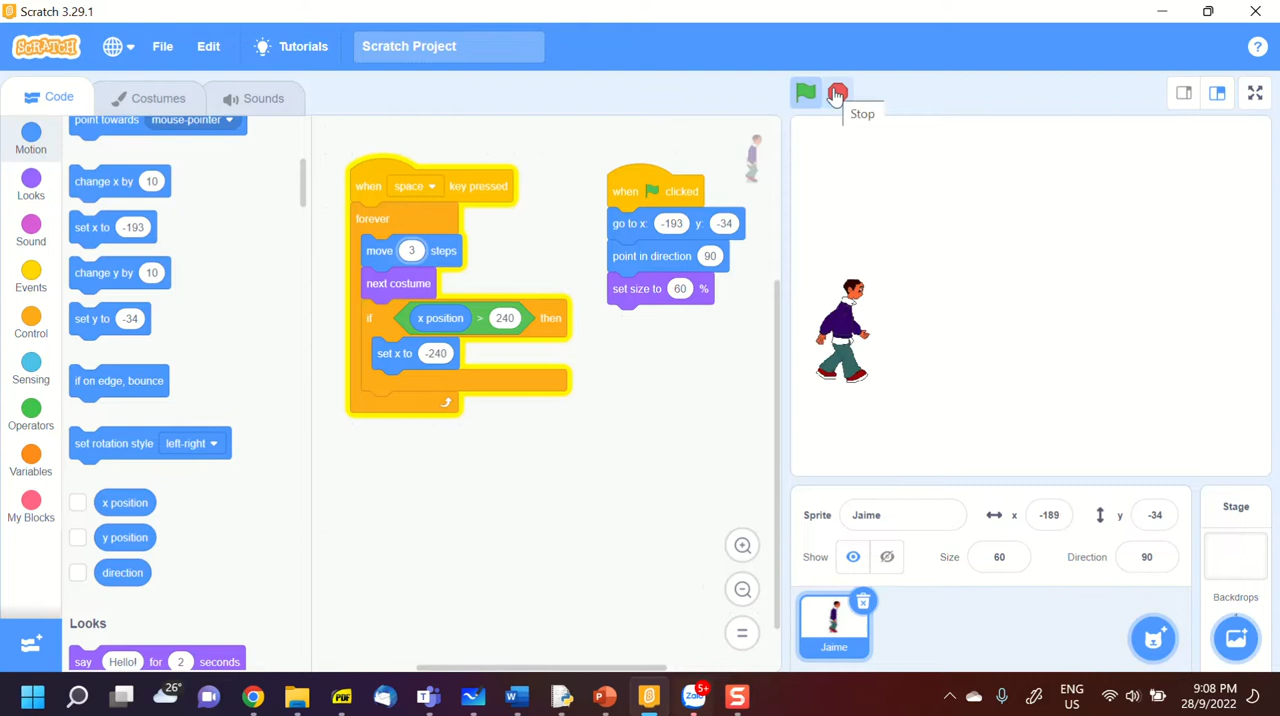 Scratch 3.29.1
SCRATCH File Edit Tutorials Scratch Project ?
Code Costumes Sounds
Stop
Motion
Looks
Sound
Events
Control
Sensing
Operators
Variables
My Blocks
point towards mouse-pointer
change x by 10
set x to -193
change y by 10
set y to -34
if on edge, bounce
set rotation style left-right
x position
y position
direction
Looks
say Hello! for 2 seconds
when space key pressed
forever
move 3 steps
next costume
if x position > 240 then
set x to -240
when clicked
go to x: -193 y: -34
point in direction 90
set size to 60 %
Sprite Jaime x -189 y -34
Show Size 60 Direction 90
Jaime
Stage
Backdrops
26°
PDF
W
P
Zalo
5+
S
ENG
US
9:08 PM
28/9/2022